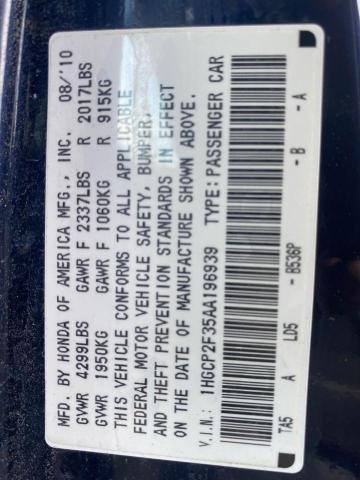 MFD. BY HONDA OF AMERICA MFG., INC. 08/'10
GVWR 4299LBS GAWR F 2337LBS R 2017LBS
GVWR 1950KG GAWR F 1060KG R 915KG
THIS VEHICLE CONFORMS TO ALL APPLICABLE
FEDERAL MOTOR VEHICLE SAFETY, BUMPER,
AND THEFT PREVENTION STANDARDS IN EFFECT
ON THE DATE OF MANUFACTURE SHOWN ABOVE.
V.I.N.: 1HGCP2F35AA196939 TYPE: PASSENGER CAR
TA5 A LD5 - B536P - B - A